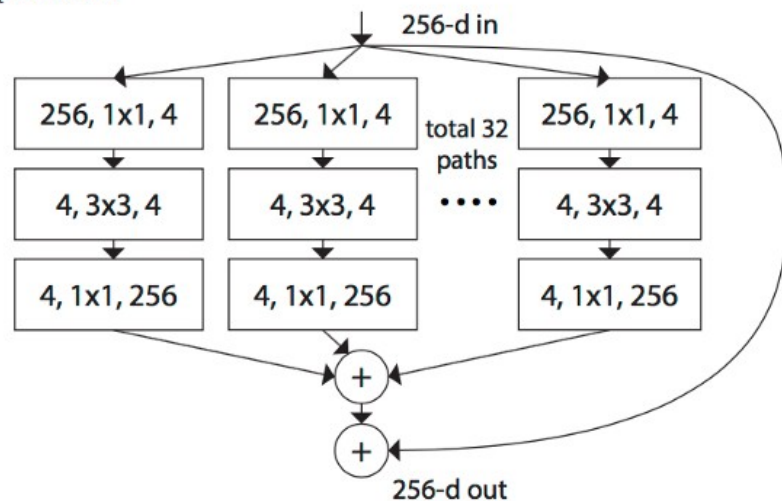 256-d in
256, 1x1, 4
256, 1x1, 4
total 32
paths
256, 1x1, 4
4, 3x3, 4
4, 3x3, 4
••••
4, 3x3, 4
4, 1x1, 256
4, 1x1, 256
4, 1x1, 256
+
+
256-d out